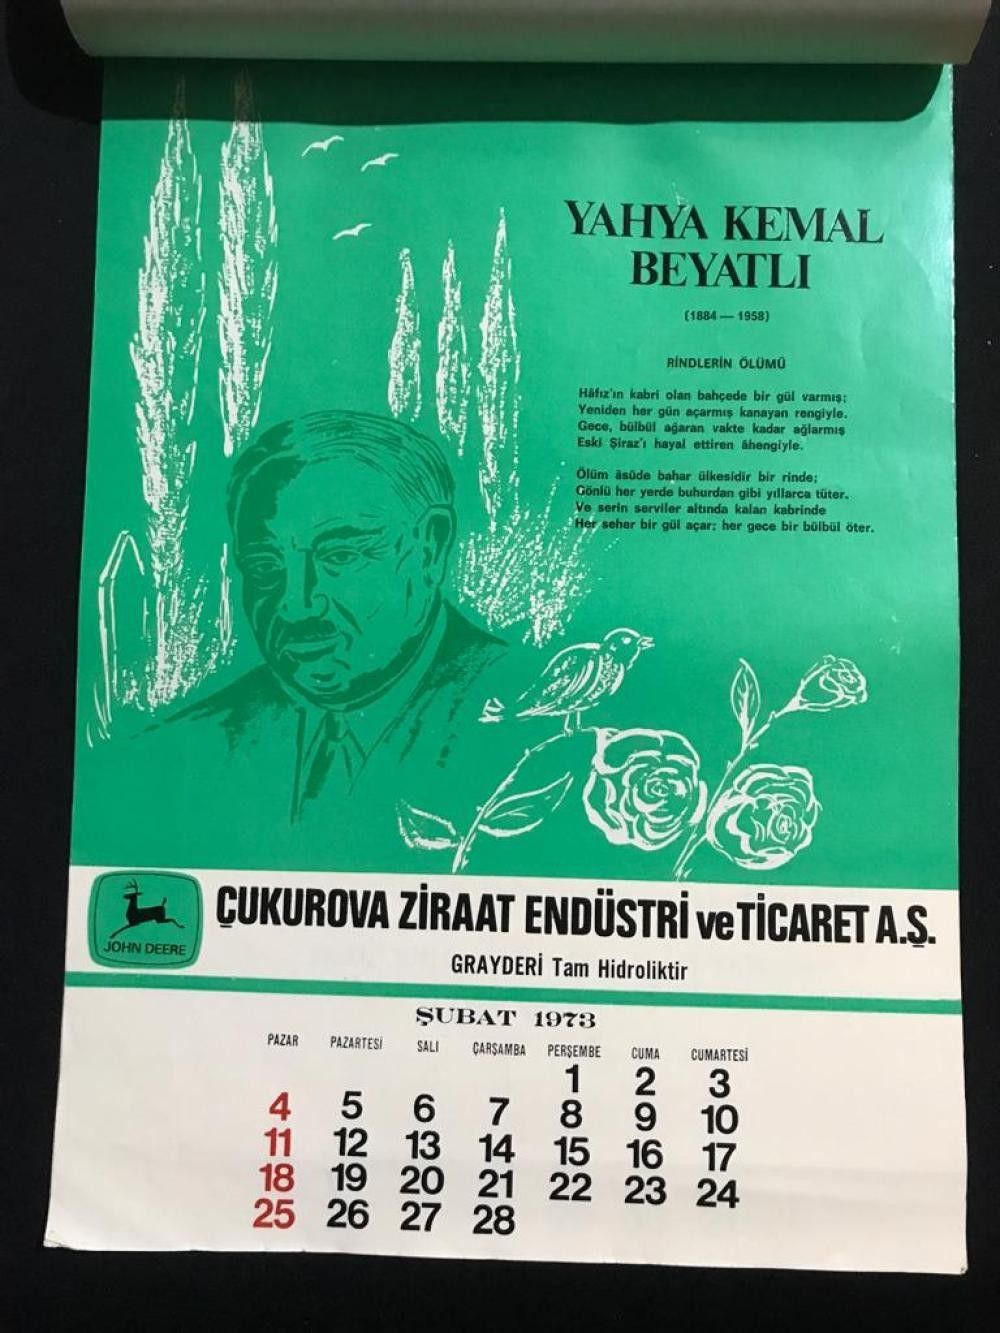 YAHYA KEMAL
BEYATLI
(1884 — 1958)
RİNDLERİN ÖLÜMÜ
Hâfız'ın kabri olan bahçede bir gül varmış;
Yeniden her gün açarmış kanayan rengiyle.
Gece, bülbül ağaran vakte kadar ağlarmış
Eski Şiraz'ı hayal ettiren âhengiyle.
Ölüm âsûde bahar ülkesidir bir rinde;
Gönlü her yerde buhurdan gibi yıllarca tüter.
Ve serin serviler altında kalan kabrinde
Her seher bir gül açar; her gece bir bülbül öter.
JOHN DEERE
ÇUKUROVA ZİRAAT ENDÜSTRİ ve TİCARET A.Ş.
GRAYDERİ Tam Hidroliktir
ŞUBAT 1973
PAZAR PAZARTESİ SALI ÇARŞAMBA PERŞEMBE CUMA CUMARTESİ
1 2 3
4 5 6 7 8 9 10
11 12 13 14 15 16 17
18 19 20 21 22 23 24
25 26 27 28